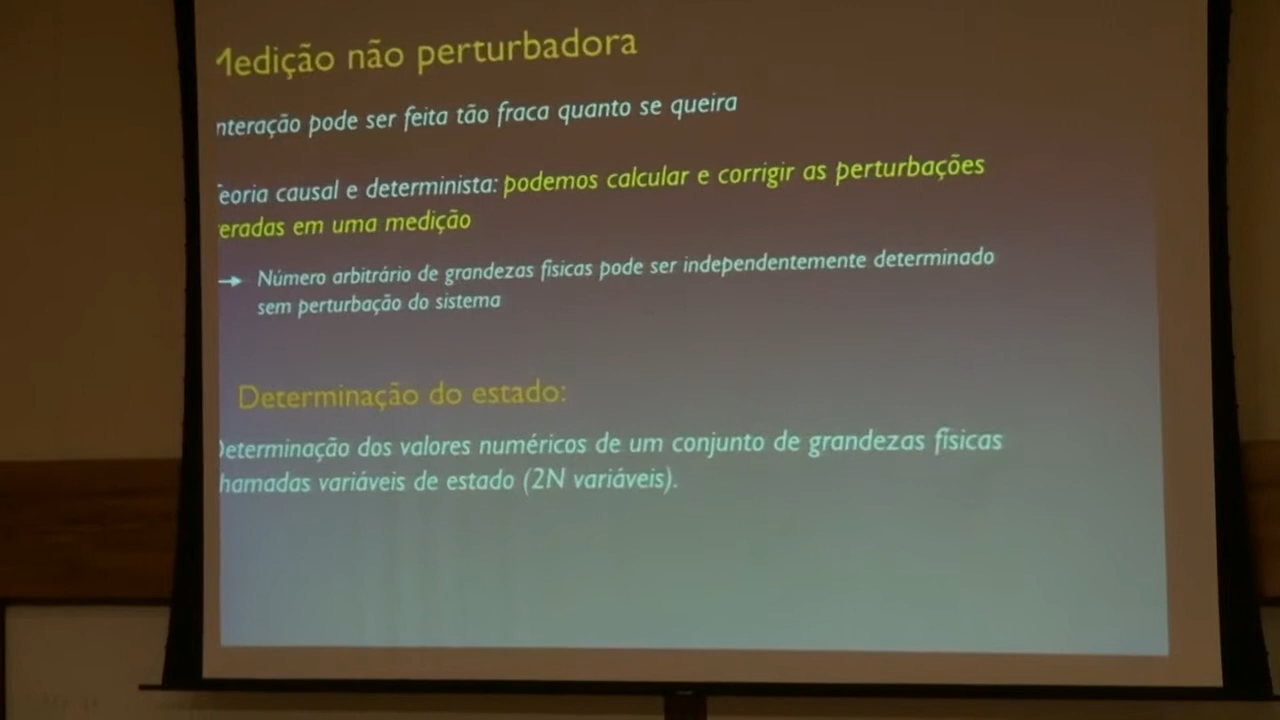 Medição não perturbadora
nteração pode ser feita tão fraca quanto se queira
eoria causal e determinista: podemos calcular e corrigir as perturbações
eradas em uma medição
→ Número arbitrário de grandezas físicas pode ser independentemente determinado
sem perturbação do sistema
Determinação do estado:
Determinação dos valores numéricos de um conjunto de grandezas físicas
hamadas variáveis de estado (2N variáveis).